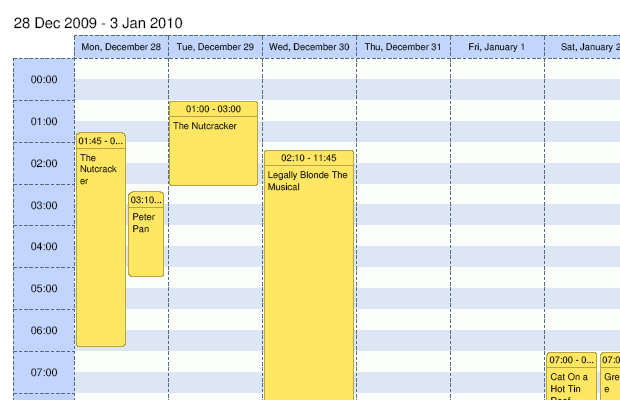 28 Dec 2009 - 3 Jan 2010
Mon, December 28
Tue, December 29
Wed, December 30
Thu, December 31
Fri, January 1
Sat, January 2
00:00
01:00
02:00
03:00
04:00
05:00
06:00
07:00
01:45 - 0...
The
Nutcrack
er
03:10...
Peter
Pan
01:00 - 03:00
The Nutcracker
02:10 - 11:45
Legally Blonde The
Musical
07:00 - 0...
Cat On a
Hot Tin
07:0
Gre
e